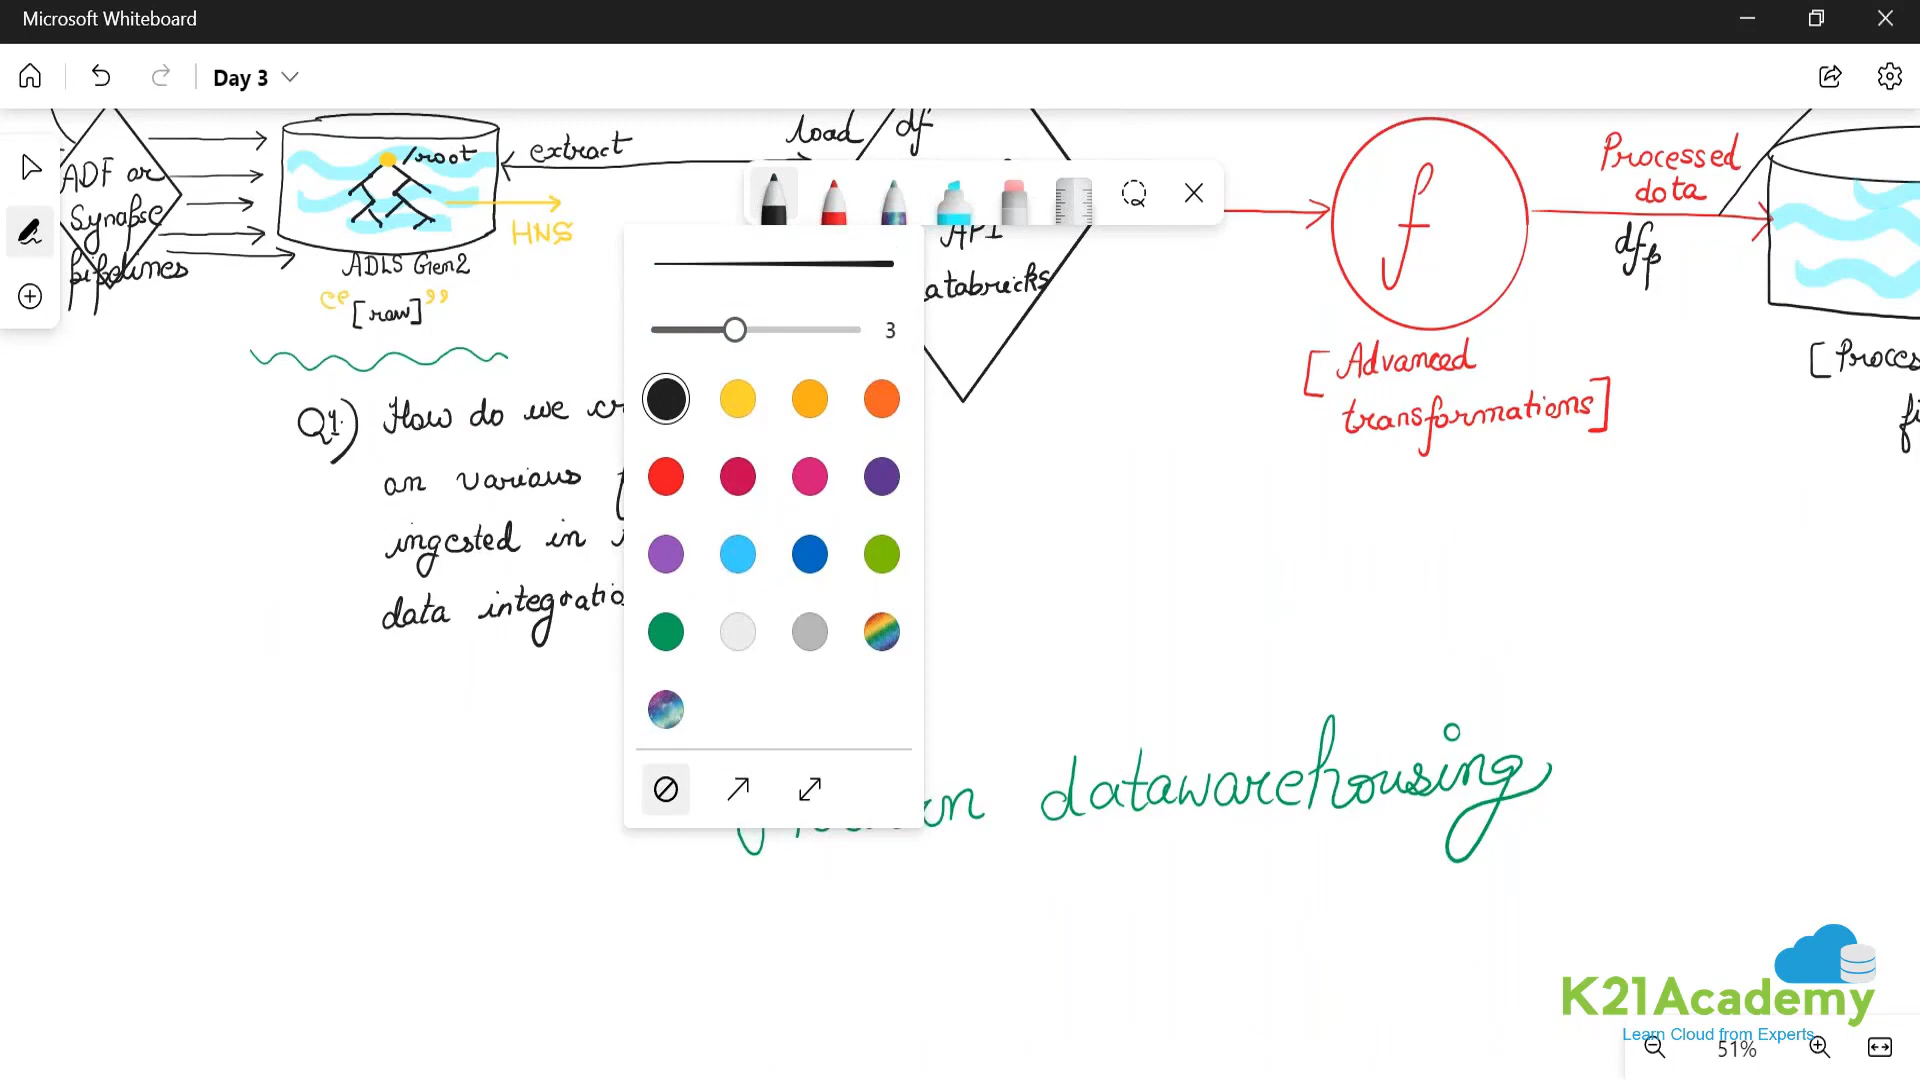 Microsoft Whiteboard
Day 3
ADF or
Synapse
pipelines
/root
extract
HNS
ADLS Gen2
“[raw]”
load
df
API
atabricks
f
[Advanced
transformations]
Processed
data
dfp
[Proces
fi
3
Q1.) How do we cr
on various
ingested in
data integratio
rn datawarehousing
K21Academy
Learn Cloud from Experts
51%